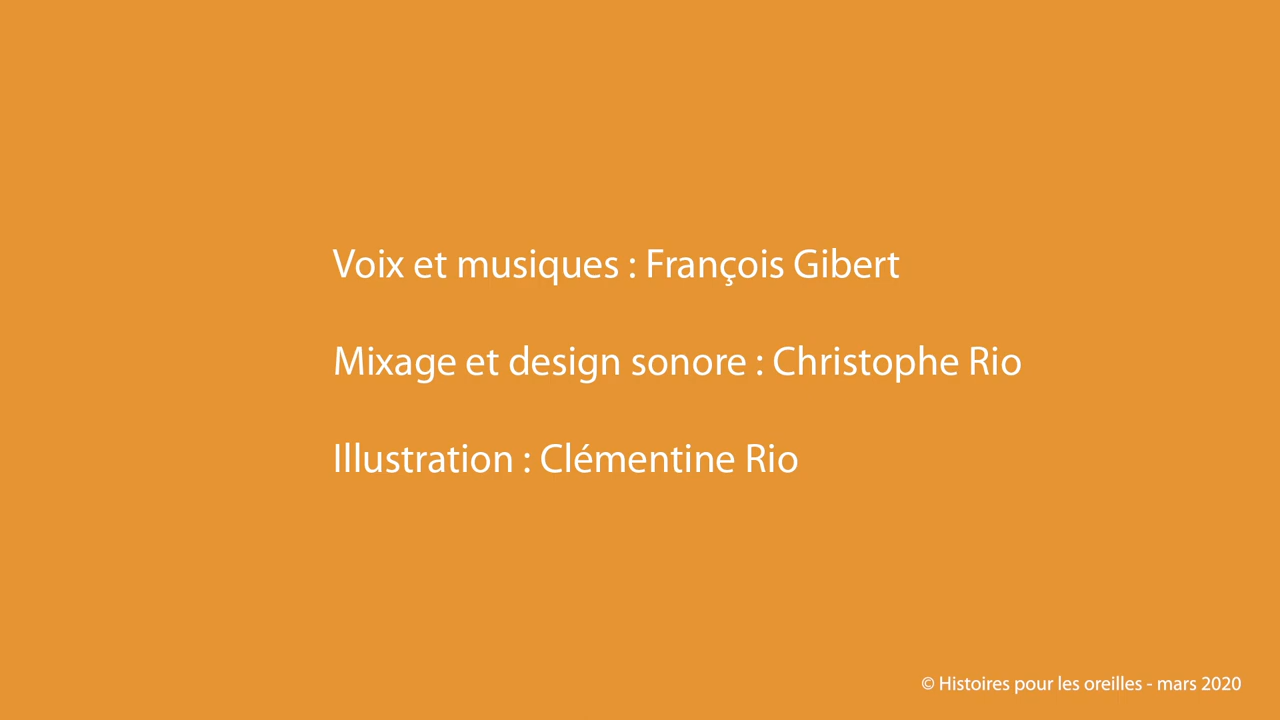 Voix et musiques : François Gibert
Mixage et design sonore : Christophe Rio
Illustration : Clémentine Rio
© Histoires pour les oreilles - mars 2020